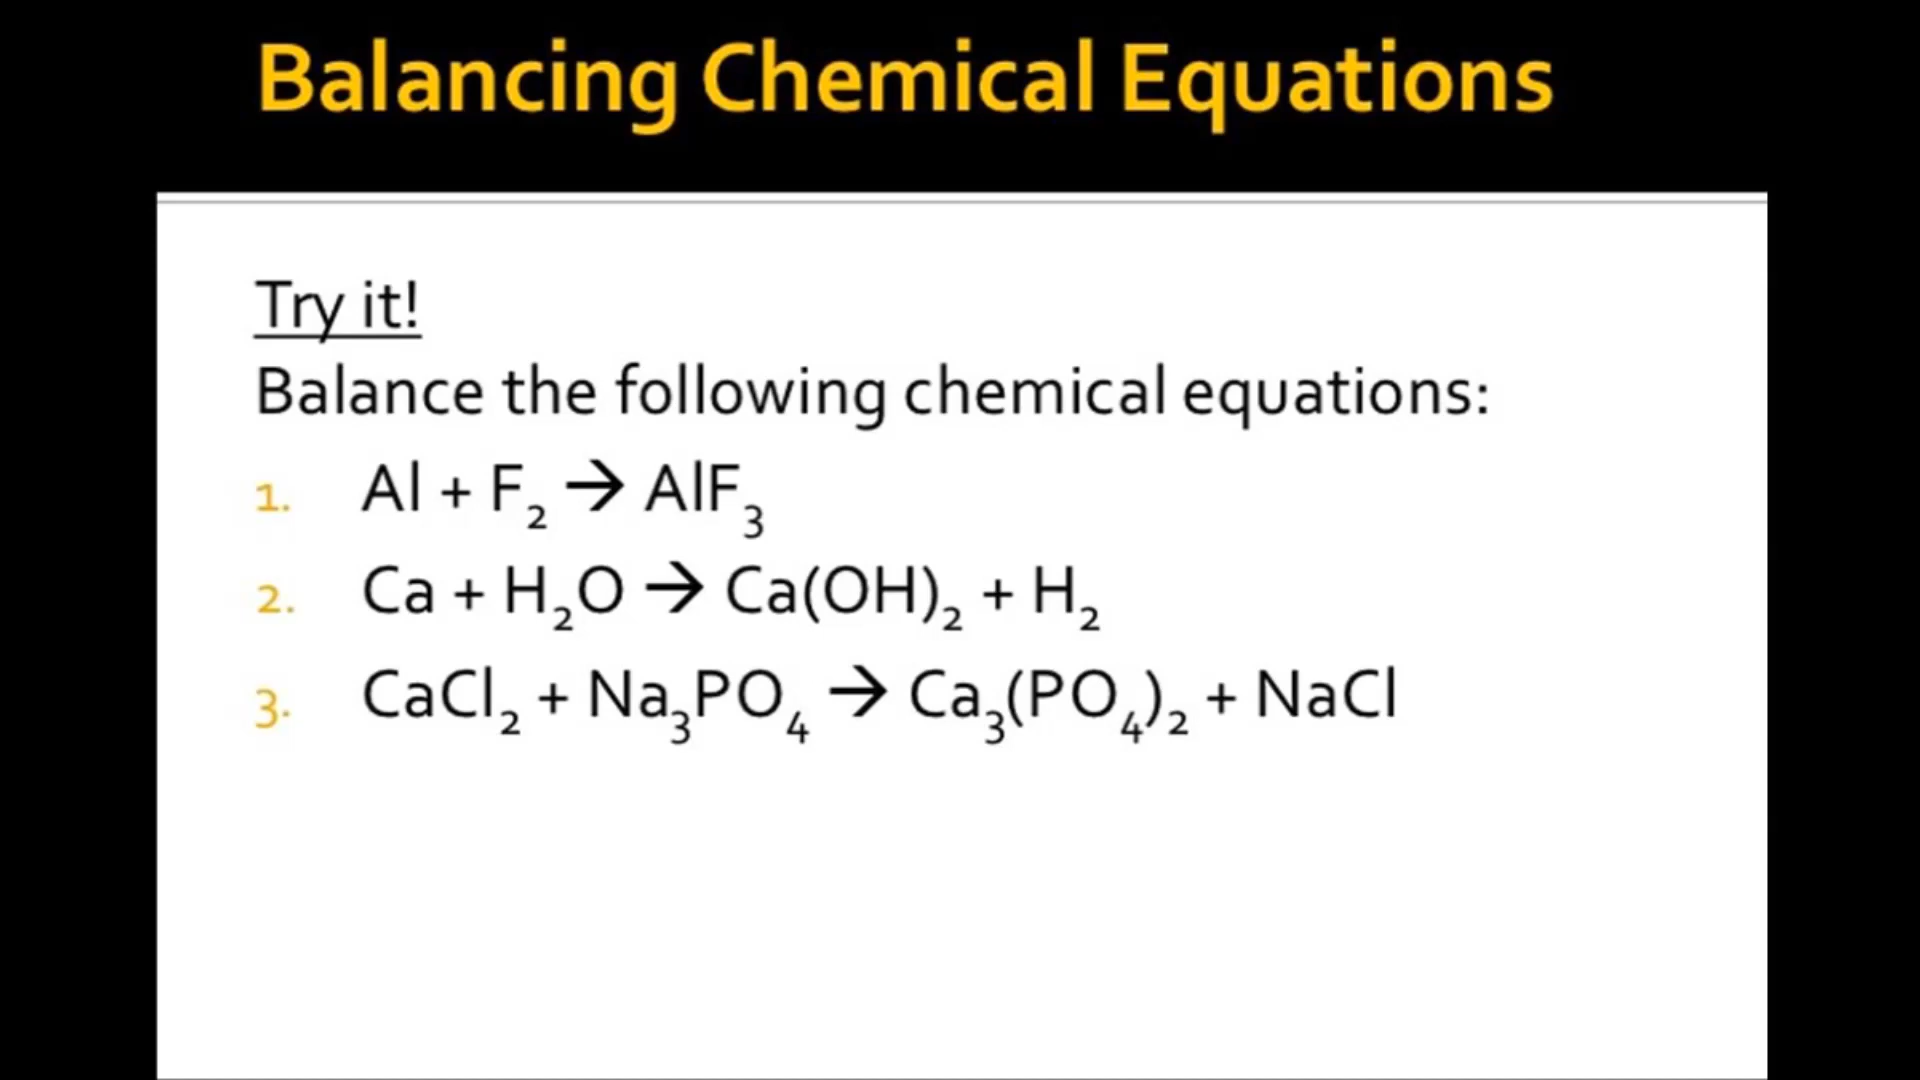 Balancing Chemical Equations
Try it!
Balance the following chemical equations:
1. Al + F₂ → AlF₃
2. Ca + H₂O → Ca(OH)₂ + H₂
3. CaCl₂ + Na₃PO₄ → Ca₃(PO₄)₂ + NaCl